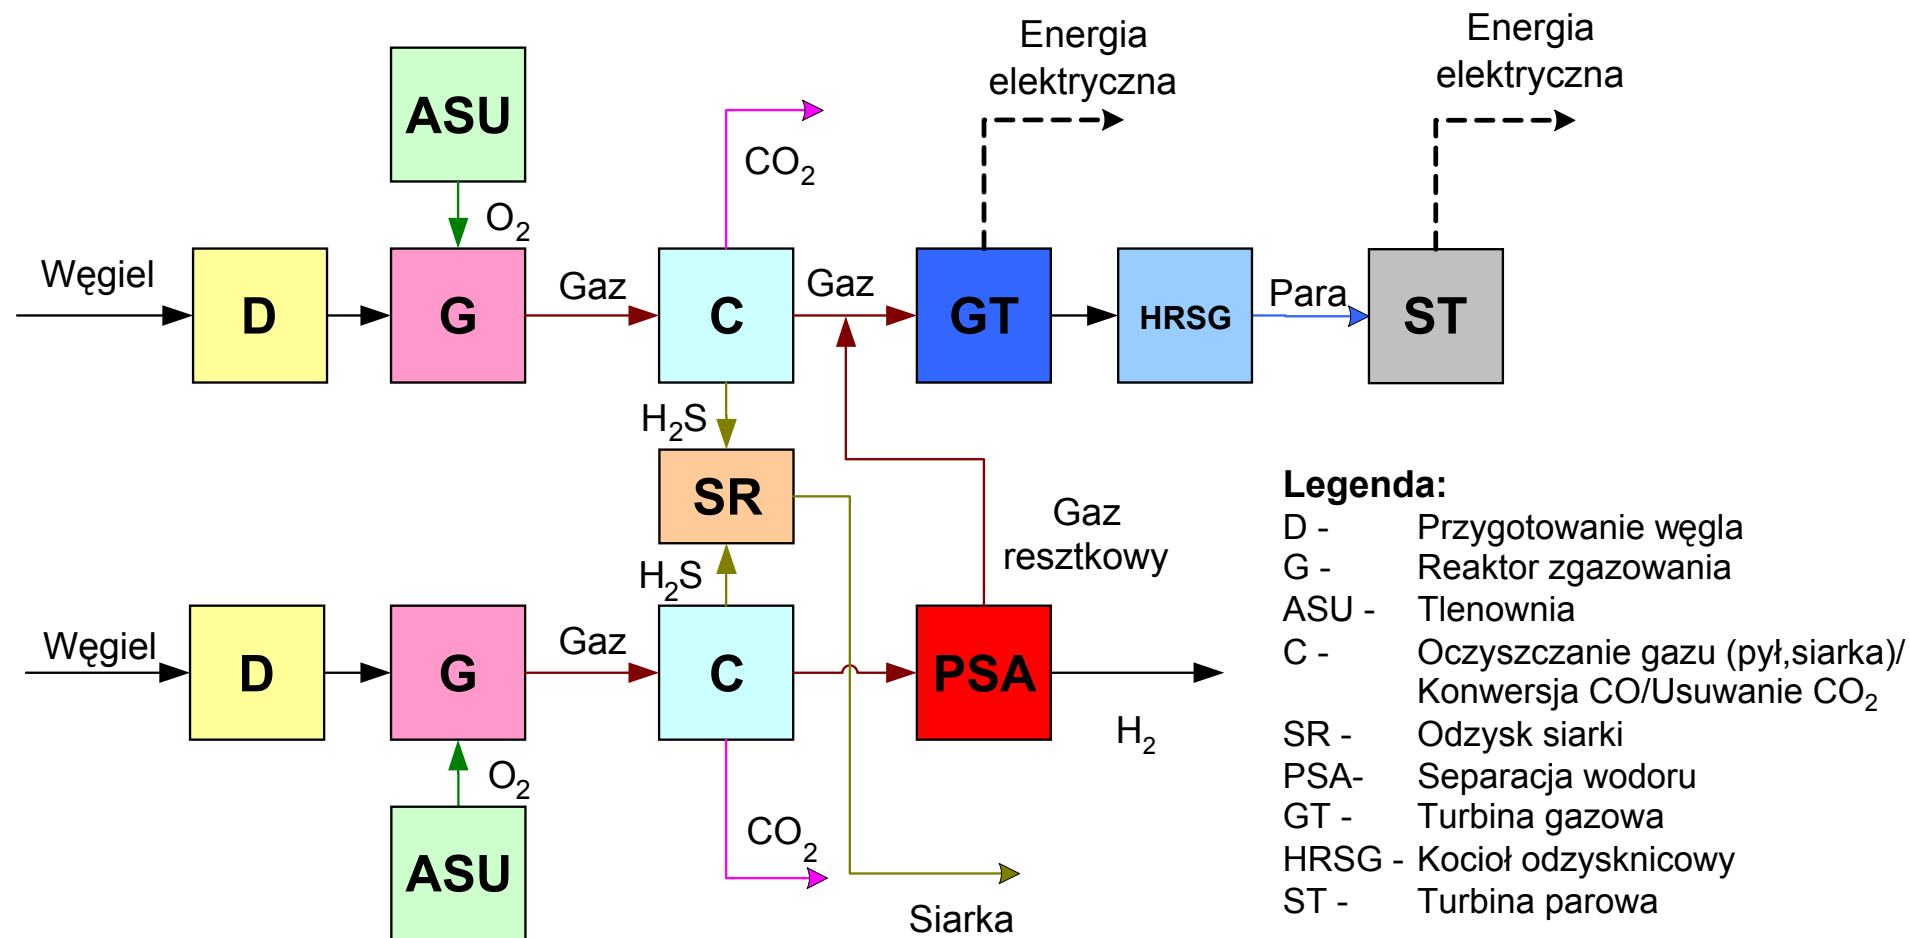 Energia
elektryczna
Energia
elektryczna
ASU
CO2
O2
Węgiel
D
G
Gaz
C
Gaz
GT
HRSG
Para
ST
H2S
SR
Gaz
resztkowy
H2S
Węgiel
D
G
Gaz
C
PSA
H2
O2
ASU
CO2
Siarka
Legenda:
D - Przygotowanie węgla
G - Reaktor zgazowania
ASU - Tlenownia
C - Oczyszczanie gazu (pył,siarka)/
Konwersja CO/Usuwanie CO2
SR - Odzysk siarki
PSA- Separacja wodoru
GT - Turbina gazowa
HRSG - Kocioł odzysknicowy
ST - Turbina parowa